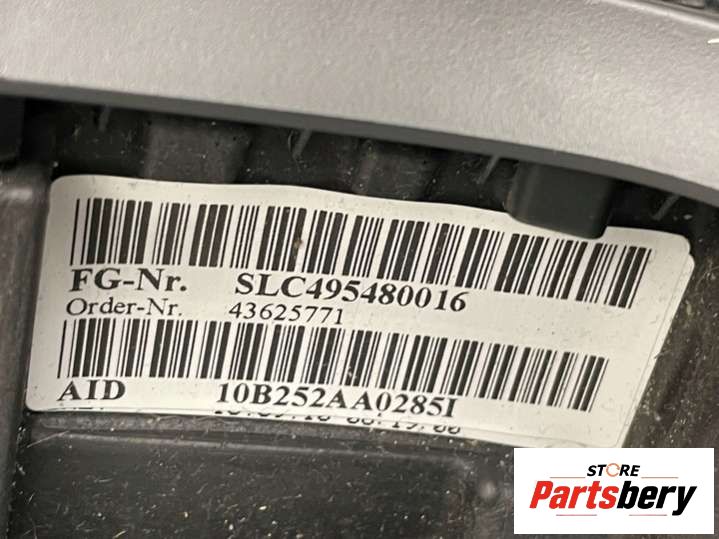 FG-Nr. SLC495480016
Order-Nr. 43625771
AID 10B252AA0285I
STORE
Partsbery